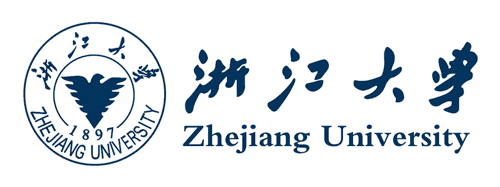 浙江大学
1897
ZHEJIANG UNIVERSITY
浙江大学
Zhejiang University